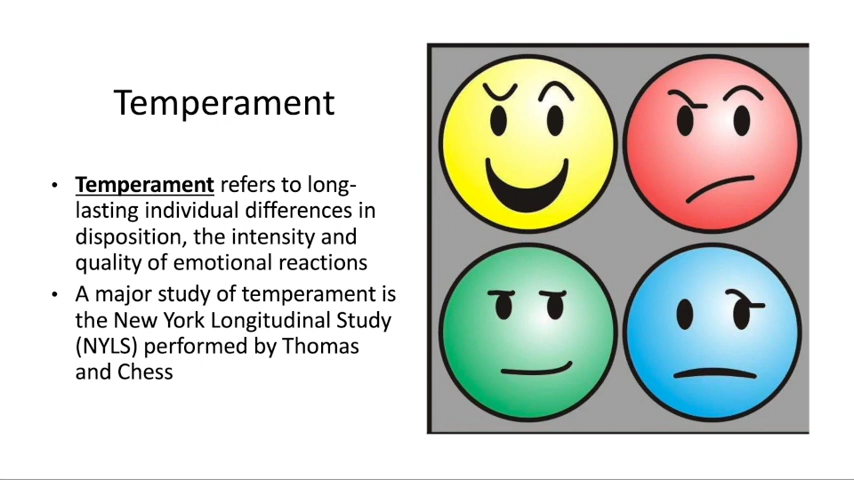 Temperament
• Temperament refers to long-
lasting individual differences in
disposition, the intensity and
quality of emotional reactions
• A major study of temperament is
the New York Longitudinal Study
(NYLS) performed by Thomas
and Chess